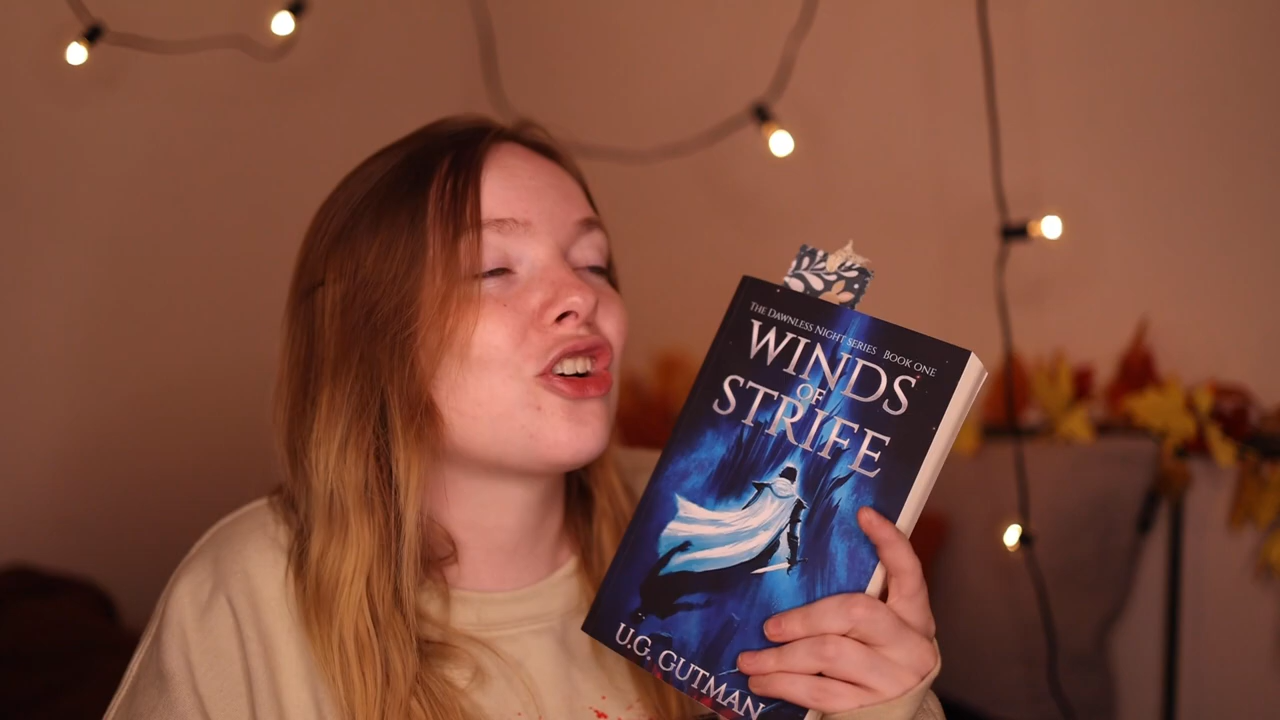 THE DAWNLESS NIGHT SERIES BOOK ONE
WINDS
OF
STRIFE
U.G. GUTMAN